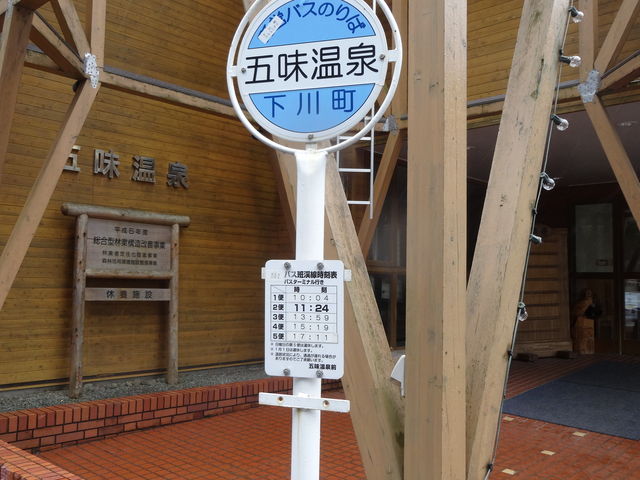 バスのりば
五味温泉
下川町
五味温泉
平成6年度
総合型林業構造改善事業
休養施設
バス班渓線時刻表
バスターミナル行き
時刻
1便 10:04
2便 11:24
3便 13:59
4便 15:19
5便 17:11
五味温泉前